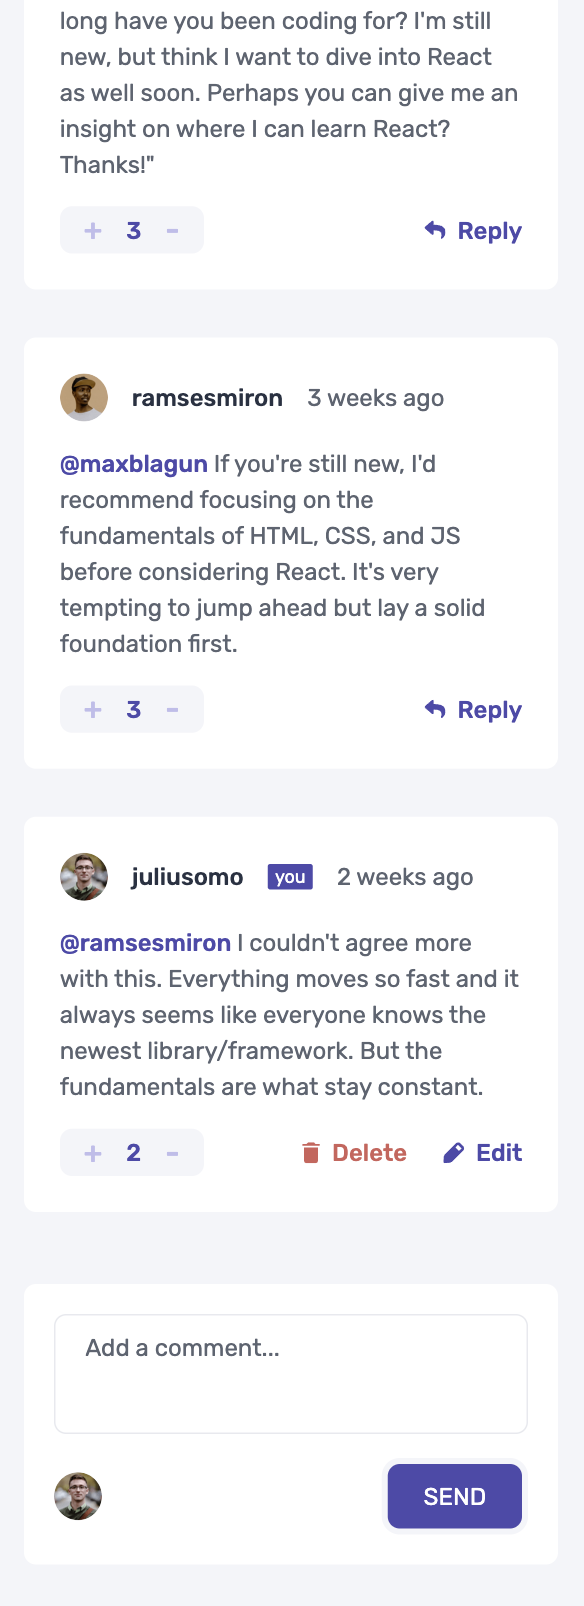 long have you been coding for? I'm still
new, but think I want to dive into React
as well soon. Perhaps you can give me an
insight on where I can learn React?
Thanks!"
+ 3 -
Reply
ramsesmiron 3 weeks ago
@maxblagun If you're still new, I'd
recommend focusing on the
fundamentals of HTML, CSS, and JS
before considering React. It's very
tempting to jump ahead but lay a solid
foundation first.
+ 3 -
Reply
juliusomo you 2 weeks ago
@ramsesmiron I couldn't agree more
with this. Everything moves so fast and it
always seems like everyone knows the
newest library/framework. But the
fundamentals are what stay constant.
+ 2 -
Delete Edit
Add a comment...
SEND